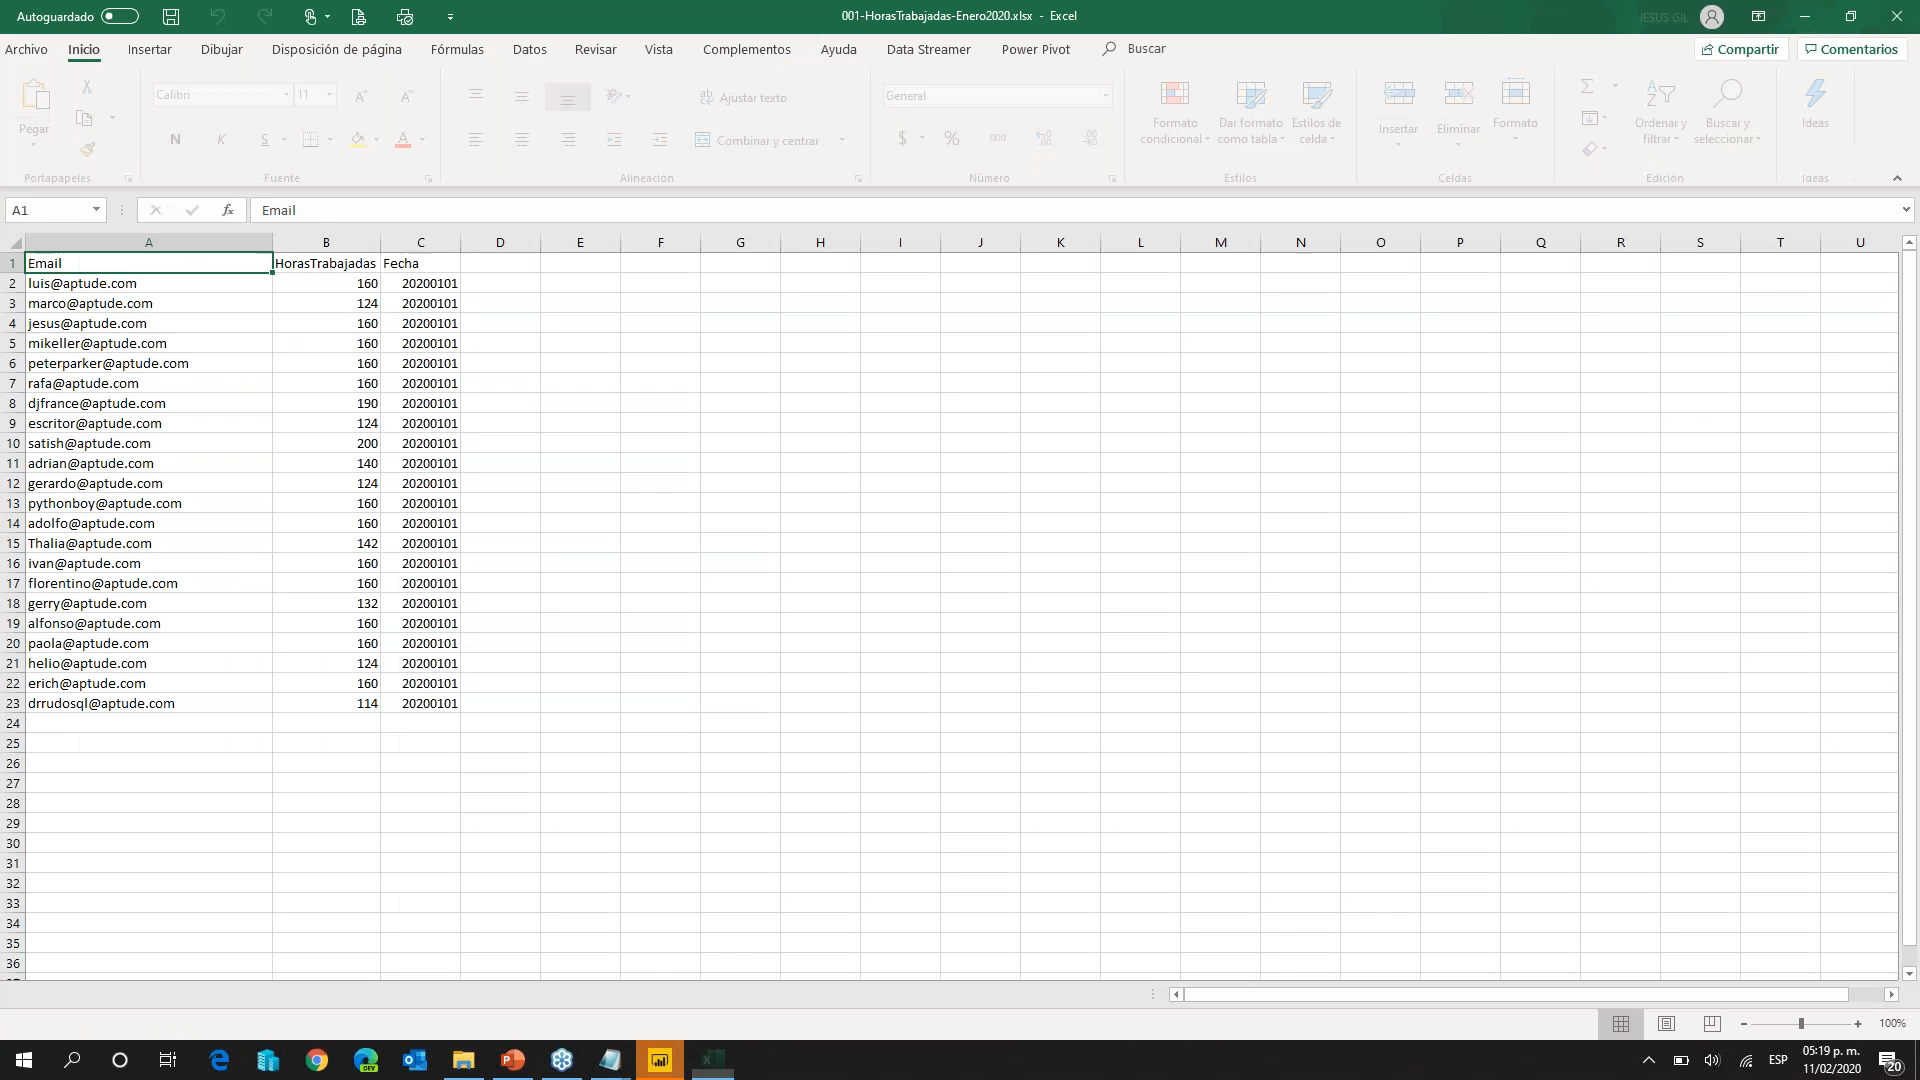 Autoguardado
001-HorasTrabajadas-Enero2020.xlsx - Excel
JESUS GIL
Archivo Inicio Insertar Dibujar Disposición de página Fórmulas Datos Revisar Vista Complementos Ayuda Data Streamer Power Pivot Buscar
Compartir Comentarios
Pegar
Calibri 11
N K S
Ajustar texto
Combinar y centrar
General
$ % 000
Formato condicional
Dar formato como tabla
Estilos de celda
Insertar
Eliminar
Formato
Ordenar y filtrar
Buscar y seleccionar
Ideas
Portapapeles Fuente Alineación Número Estilos Celdas Edición Ideas
A1 fx Email
A B C D E F G H I J K L M N O P Q R S T U
1 Email HorasTrabajadas Fecha
2 luis@aptude.com 160 20200101
3 marco@aptude.com 124 20200101
4 jesus@aptude.com 160 20200101
5 mikeller@aptude.com 160 20200101
6 peterparker@aptude.com 160 20200101
7 rafa@aptude.com 160 20200101
8 djfrance@aptude.com 190 20200101
9 escritor@aptude.com 124 20200101
10 satish@aptude.com 200 20200101
11 adrian@aptude.com 140 20200101
12 gerardo@aptude.com 124 20200101
13 pythonboy@aptude.com 160 20200101
14 adolfo@aptude.com 160 20200101
15 Thalia@aptude.com 142 20200101
16 ivan@aptude.com 160 20200101
17 florentino@aptude.com 160 20200101
18 gerry@aptude.com 132 20200101
19 alfonso@aptude.com 160 20200101
20 paola@aptude.com 160 20200101
21 helio@aptude.com 124 20200101
22 erich@aptude.com 160 20200101
23 drrudosql@aptude.com 114 20200101
24
25
26
27
28
29
30
31
32
33
34
35
36
100%
ESP
05:19 p. m.
11/02/2020
20